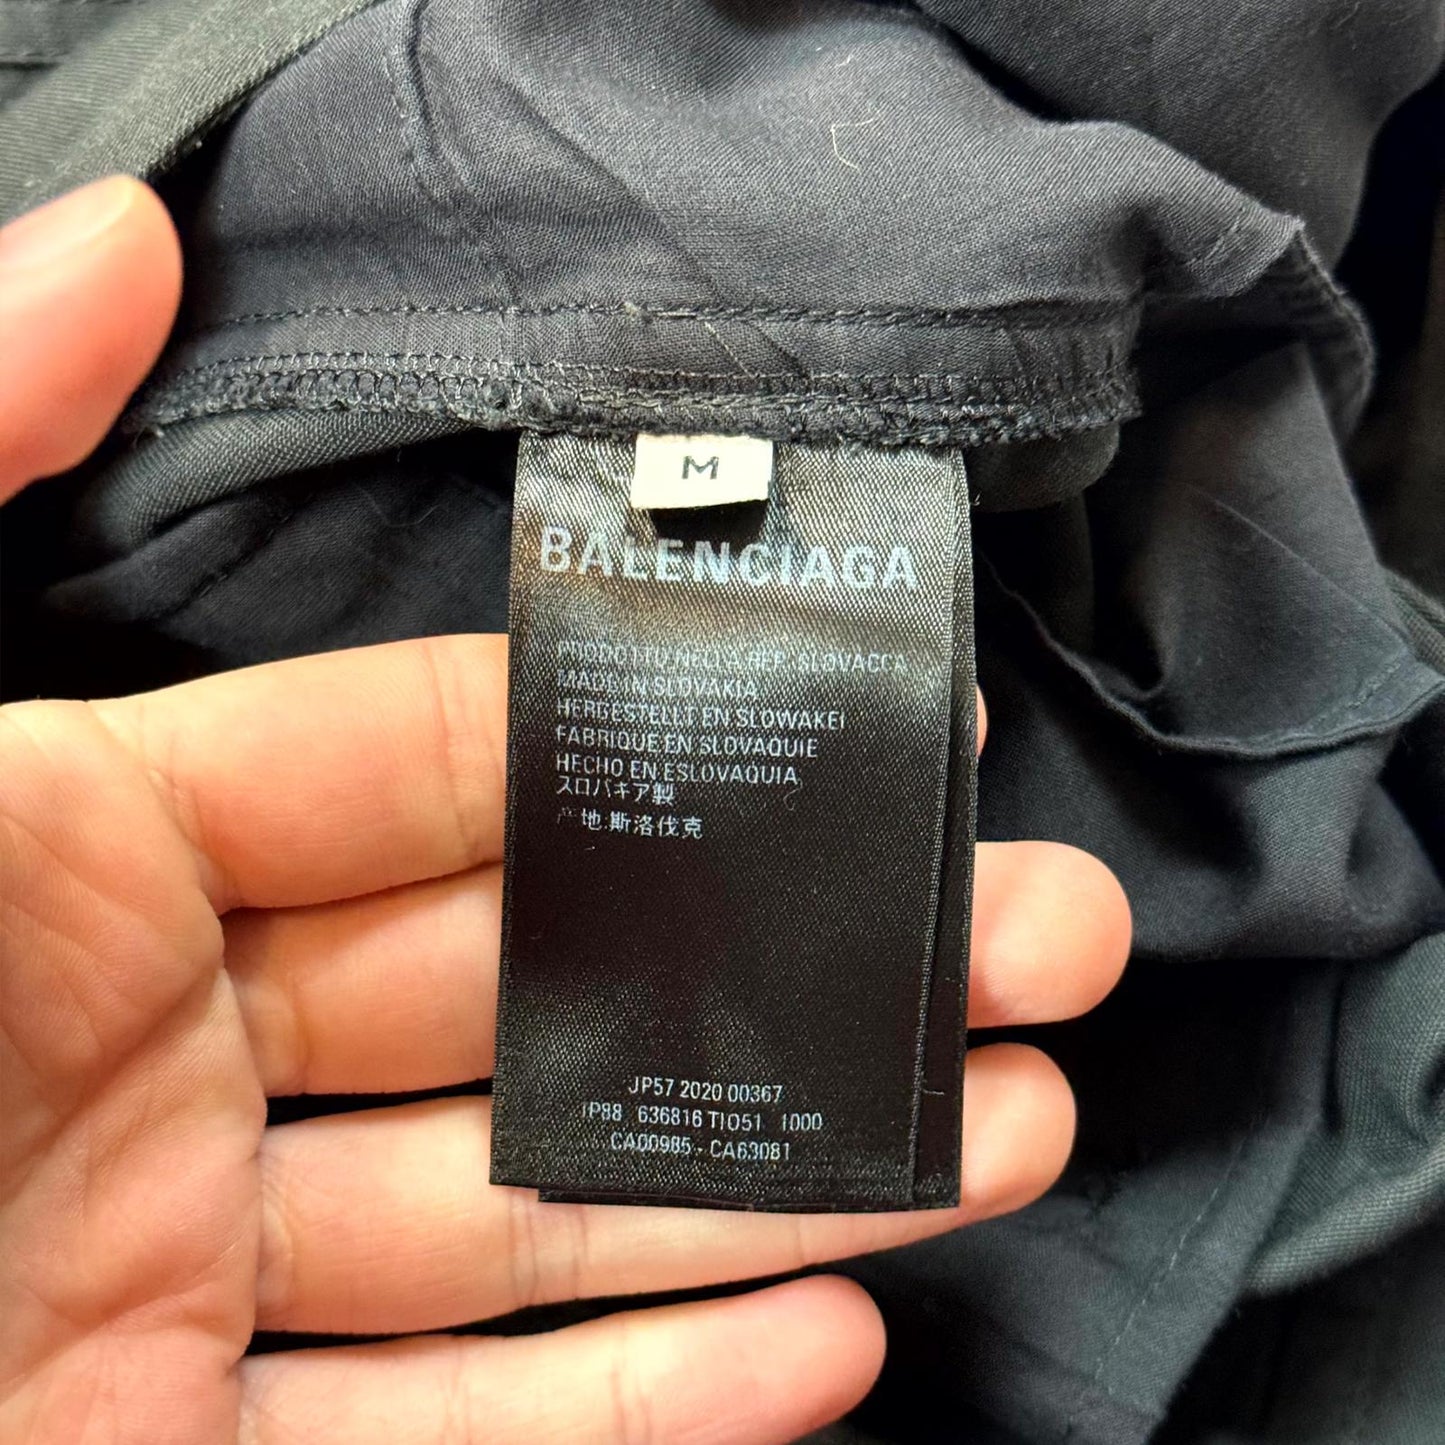 M
BALENCIAGA
PRODOTTO NELLA REP. SLOVACCA
MADE IN SLOVAKIA
HERGESTELLT EN SLOWAKEI
FABRIQUE EN SLOVAQUIE
HECHO EN ESLOVAQUIA
スロバキア製
产地:斯洛伐克
JP57 2020 00367
IP88 636816 TIO51 1000
CA00985 - CA63081